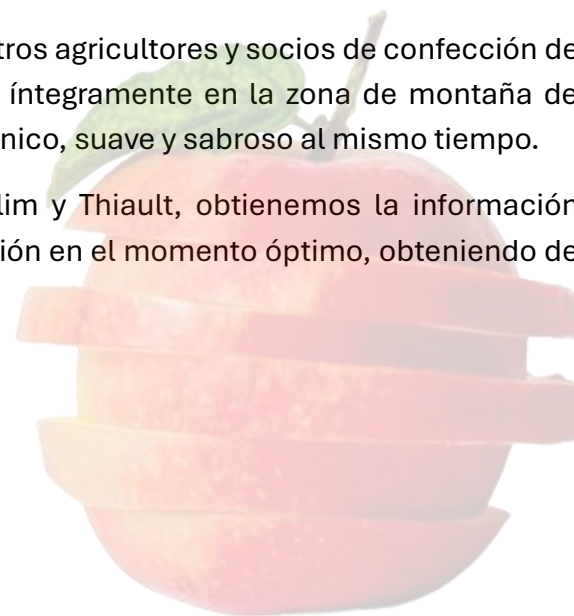 tros agricultores y socios de confección de
íntegramente en la zona de montaña de
nico, suave y sabroso al mismo tiempo.
lim y Thiault, obtenemos la información
ión en el momento óptimo, obteniendo de